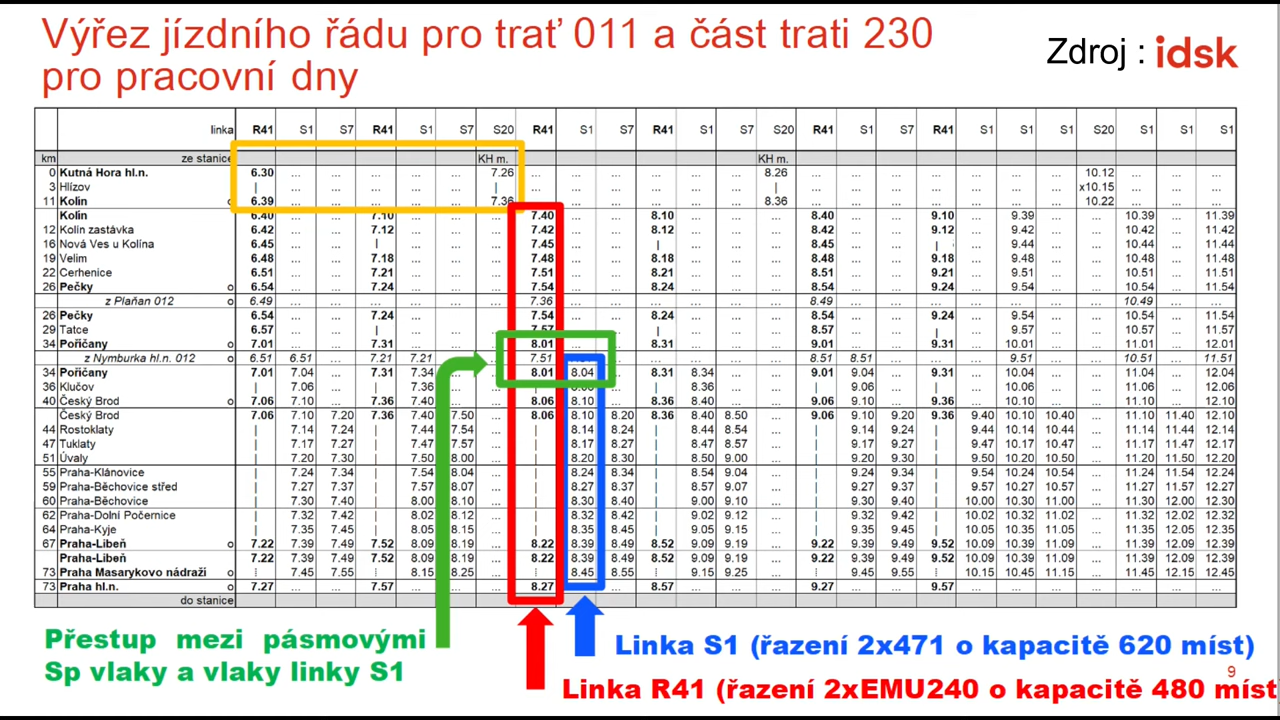 Výřez jízdního řádu pro trať 011 a část trati 230
pro pracovní dny
Zdroj : idsk
linka R41 S1 S7 R41 S1 S7 S20 R41 S1 S7 R41 S1 S7 S20 R41 S1 S7 R41 S1 S1 S1 S20 S1 S1 S1
km ze stanice KH m. KH m.
0 Kutná Hora hl.n. 6.30 ... ... ... ... ... 7.26 ... ... ... ... ... ... 8.26 ... ... ... ... ... ... ... 10.12 ... ... ...
3 Hlízov | ... ... ... ... ... | ... ... ... ... ... ... | ... ... ... ... ... ... ... x10.15 ... ... ...
11 Kolín o 6.39 ... ... ... ... ... 7.36 ... ... ... ... ... ... 8.36 ... ... ... ... ... ... ... 10.22 ... ... ...
Kolín 6.40 ... ... 7.10 ... ... ... 7.40 ... ... 8.10 ... ... ... 8.40 ... ... 9.10 ... 9.39 ... ... 10.39 ... 11.39
12 Kolín zastávka 6.42 ... ... 7.12 ... ... ... 7.42 ... ... 8.12 ... ... ... 8.42 ... ... 9.12 ... 9.42 ... ... 10.42 ... 11.42
16 Nová Ves u Kolína 6.45 ... ... | ... ... ... 7.45 ... ... | ... ... ... 8.45 ... ... | ... 9.44 ... ... 10.44 ... 11.44
19 Velim 6.48 ... ... 7.18 ... ... ... 7.48 ... ... 8.18 ... ... ... 8.48 ... ... 9.18 ... 9.48 ... ... 10.48 ... 11.48
22 Cerhenice 6.51 ... ... 7.21 ... ... ... 7.51 ... ... 8.21 ... ... ... 8.51 ... ... 9.21 ... 9.51 ... ... 10.51 ... 11.51
26 Pečky o 6.54 ... ... 7.24 ... ... ... 7.54 ... ... 8.24 ... ... ... 8.54 ... ... 9.24 ... 9.54 ... ... 10.54 ... 11.54
z Plaňan 012 o 6.49 ... ... ... ... ... ... 7.36 ... ... ... ... ... ... 8.49 ... ... ... ... ... ... ... 10.49 ... ...
26 Pečky 6.54 ... ... 7.24 ... ... ... 7.54 ... ... 8.24 ... ... ... 8.54 ... ... 9.24 ... 9.54 ... ... 10.54 ... 11.54
29 Tatce 6.57 ... ... | ... ... ... 7.57 ... ... | ... ... ... 8.57 ... ... | ... 9.57 ... ... 10.57 ... 11.57
34 Poříčany o 7.01 ... ... 7.31 ... ... 8.01 ... 8.31 ... ... ... 9.01 ... ... 9.31 ... 10.01 ... ... 11.01 ... 12.01
z Nymburka hl.n. 012 o 6.51 6.51 ... 7.21 7.21 ... 7.51 ... ... ... ... 8.51 8.51 ... ... ... 9.51 ... ... 10.51 ... 11.51
34 Poříčany 7.01 7.04 ... 7.31 7.34 8.01 8.04 8.31 8.34 ... ... 9.01 9.04 ... 9.31 ... 10.04 ... ... 11.04 ... 12.04
36 Klučov | 7.06 ... | 7.36 | | 8.36 ... ... | 9.06 ... | ... 10.06 ... ... 11.06 ... 12.06
40 Český Brod o 7.06 7.10 ... 7.36 7.40 ... ... 8.06 8.10 ... 8.36 8.40 ... ... 9.06 9.10 ... 9.36 ... 10.10 ... ... 11.10 ... 12.10
Český Brod 7.06 7.10 7.20 7.36 7.40 7.50 ... 8.06 8.10 8.20 8.36 8.40 8.50 ... 9.06 9.10 9.20 9.36 9.40 10.10 10.40 ... 11.10 11.40 12.10
44 Rostoklaty | 7.14 7.24 | 7.44 7.54 ... | 8.14 8.24 | 8.44 8.54 ... | 9.14 9.24 | 9.44 10.14 10.44 ... 11.14 11.44 12.14
47 Tuklaty | 7.17 7.27 | 7.47 7.57 ... | 8.17 8.27 | 8.47 8.57 ... | 9.17 9.27 | 9.47 10.17 10.47 ... 11.17 11.47 12.17
51 Úvaly | 7.20 7.30 | 7.50 8.00 ... | 8.20 8.30 | 8.50 9.00 ... | 9.20 9.30 | 9.50 10.20 10.50 ... 11.20 11.50 12.20
55 Praha-Klánovice | 7.24 7.34 | 7.54 8.04 ... | 8.24 8.34 | 8.54 9.04 ... | 9.24 9.34 | 9.54 10.24 10.54 ... 11.24 11.54 12.24
59 Praha-Běchovice střed | 7.27 7.37 | 7.57 8.07 ... | 8.27 8.37 | 8.57 9.07 ... | 9.27 9.37 | 9.57 10.27 10.57 ... 11.27 11.57 12.27
60 Praha-Běchovice | 7.30 7.40 | 8.00 8.10 ... | 8.30 8.40 | 9.00 9.10 ... | 9.30 9.40 | 10.00 10.30 11.00 ... 11.30 12.00 12.30
62 Praha-Dolní Počernice | 7.32 7.42 | 8.02 8.12 ... | 8.32 8.42 | 9.02 9.12 ... | 9.32 9.42 | 10.02 10.32 11.02 ... 11.32 12.02 12.32
64 Praha-Kyje | 7.35 7.45 | 8.05 8.15 ... | 8.35 8.45 | 9.05 9.15 ... | 9.35 9.45 | 10.05 10.35 11.05 ... 11.35 12.05 12.35
67 Praha-Libeň o 7.22 7.39 7.49 7.52 8.09 8.19 ... 8.22 8.39 8.49 8.52 9.09 9.19 ... 9.22 9.39 9.49 9.52 10.09 10.39 11.09 ... 11.39 12.09 12.39
Praha-Libeň 7.22 7.39 7.49 7.52 8.09 8.19 ... 8.22 8.39 8.49 8.52 9.09 9.19 ... 9.22 9.39 9.49 9.52 10.09 10.39 11.09 ... 11.39 12.09 12.39
73 Praha Masarykovo nádraží o ⁞ 7.45 7.55 ⁞ 8.15 8.25 ... ⁞ 8.45 8.55 ⁞ 9.15 9.25 ... ⁞ 9.45 9.55 ⁞ 10.15 10.45 11.15 ... 11.45 12.15 12.45
73 Praha hl.n. o 7.27 ... ... 7.57 ... ... ... 8.27 ... 8.57 ... ... ... 9.27 ... ... 9.57 ... ... ... ... ... ... ...
do stanice
Přestup mezi pásmovými
Sp vlaky a vlaky linky S1
Linka S1 (řazení 2x471 o kapacitě 620 míst)
9
Linka R41 (řazení 2xEMU240 o kapacitě 480 míst)